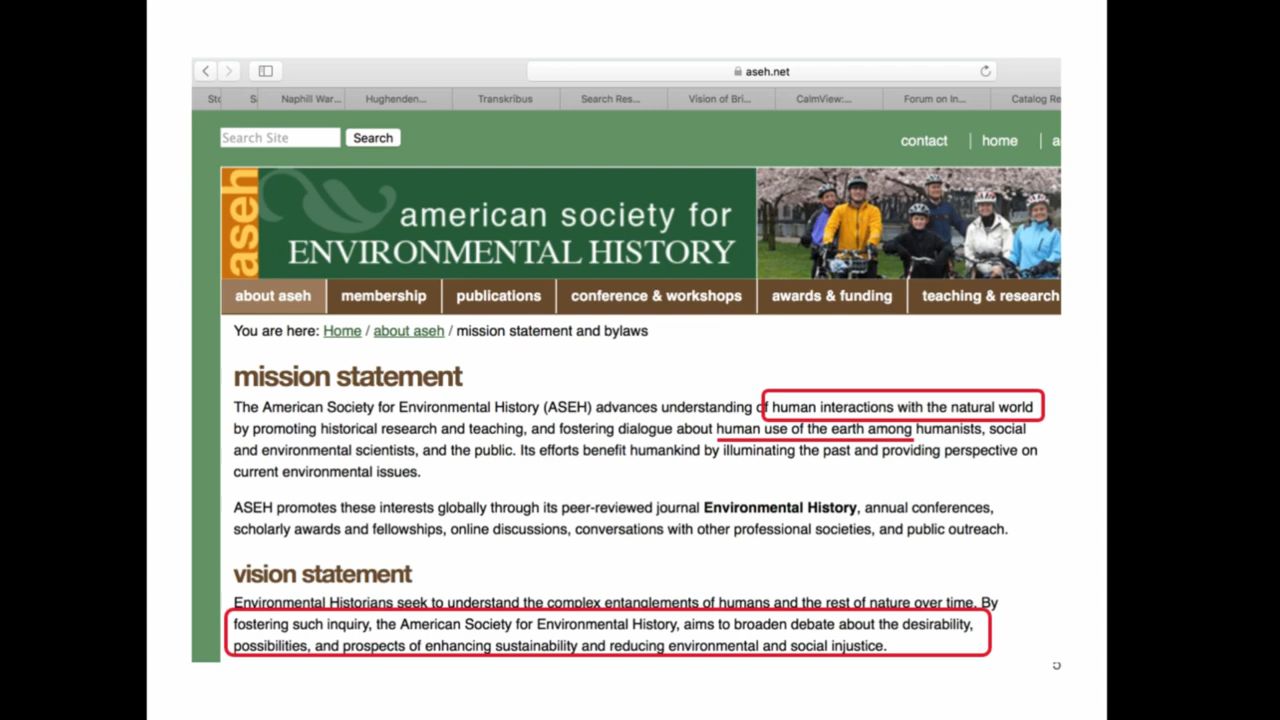 aseh.net
Naphill War...
Hughenden...
Transkribus
Search Res...
Vision of Bri...
CalmView:...
Forum on In...
Catalog Re
Search Site
Search
contact
home
a
aseh
american society for
ENVIRONMENTAL HISTORY
about aseh
membership
publications
conference & workshops
awards & funding
teaching & research
You are here: Home / about aseh / mission statement and bylaws
mission statement
The American Society for Environmental History (ASEH) advances understanding of human interactions with the natural world
by promoting historical research and teaching, and fostering dialogue about human use of the earth among humanists, social
and environmental scientists, and the public. Its efforts benefit humankind by illuminating the past and providing perspective on
current environmental issues.
ASEH promotes these interests globally through its peer-reviewed journal Environmental History, annual conferences,
scholarly awards and fellowships, online discussions, conversations with other professional societies, and public outreach.
vision statement
Environmental Historians seek to understand the complex entanglements of humans and the rest of nature over time. By
fostering such inquiry, the American Society for Environmental History, aims to broaden debate about the desirability,
possibilities, and prospects of enhancing sustainability and reducing environmental and social injustice.